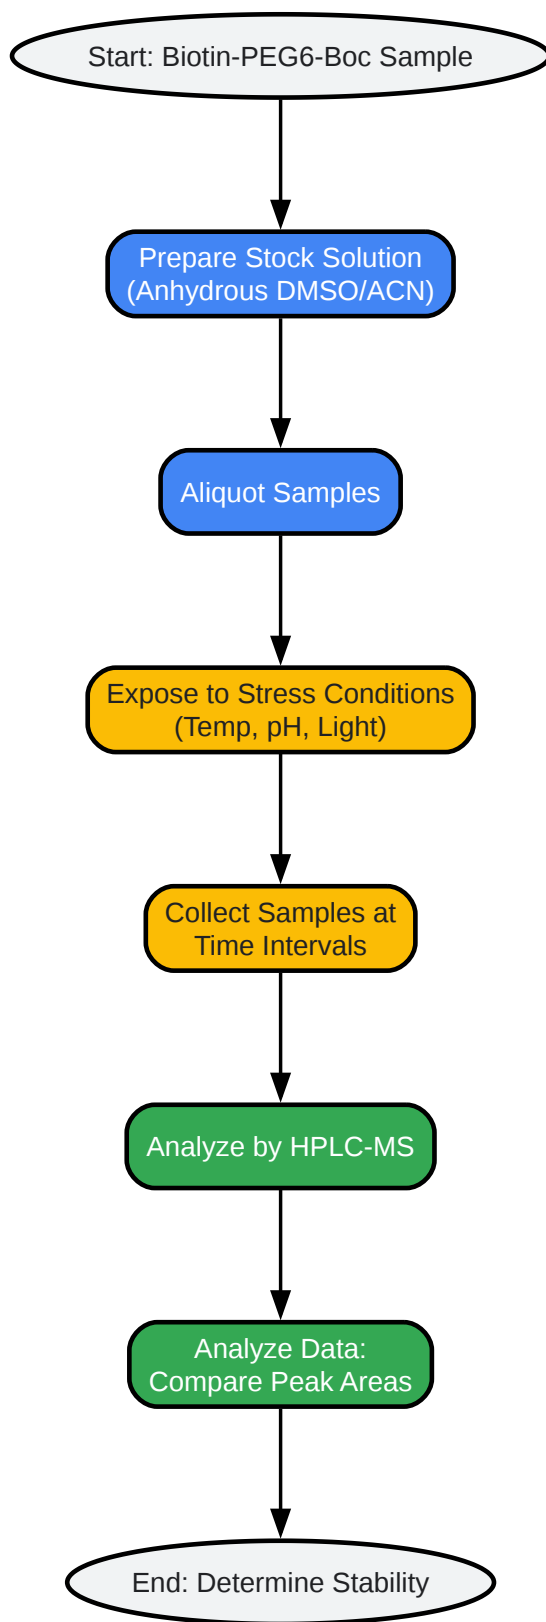 Start: Biotin-PEG6-Boc Sample
Prepare Stock Solution
(Anhydrous DMSO/ACN)
Aliquot Samples
Expose to Stress Conditions
(Temp, pH, Light)
Collect Samples at
Time Intervals
Analyze by HPLC-MS
Analyze Data:
Compare Peak Areas
End: Determine Stability